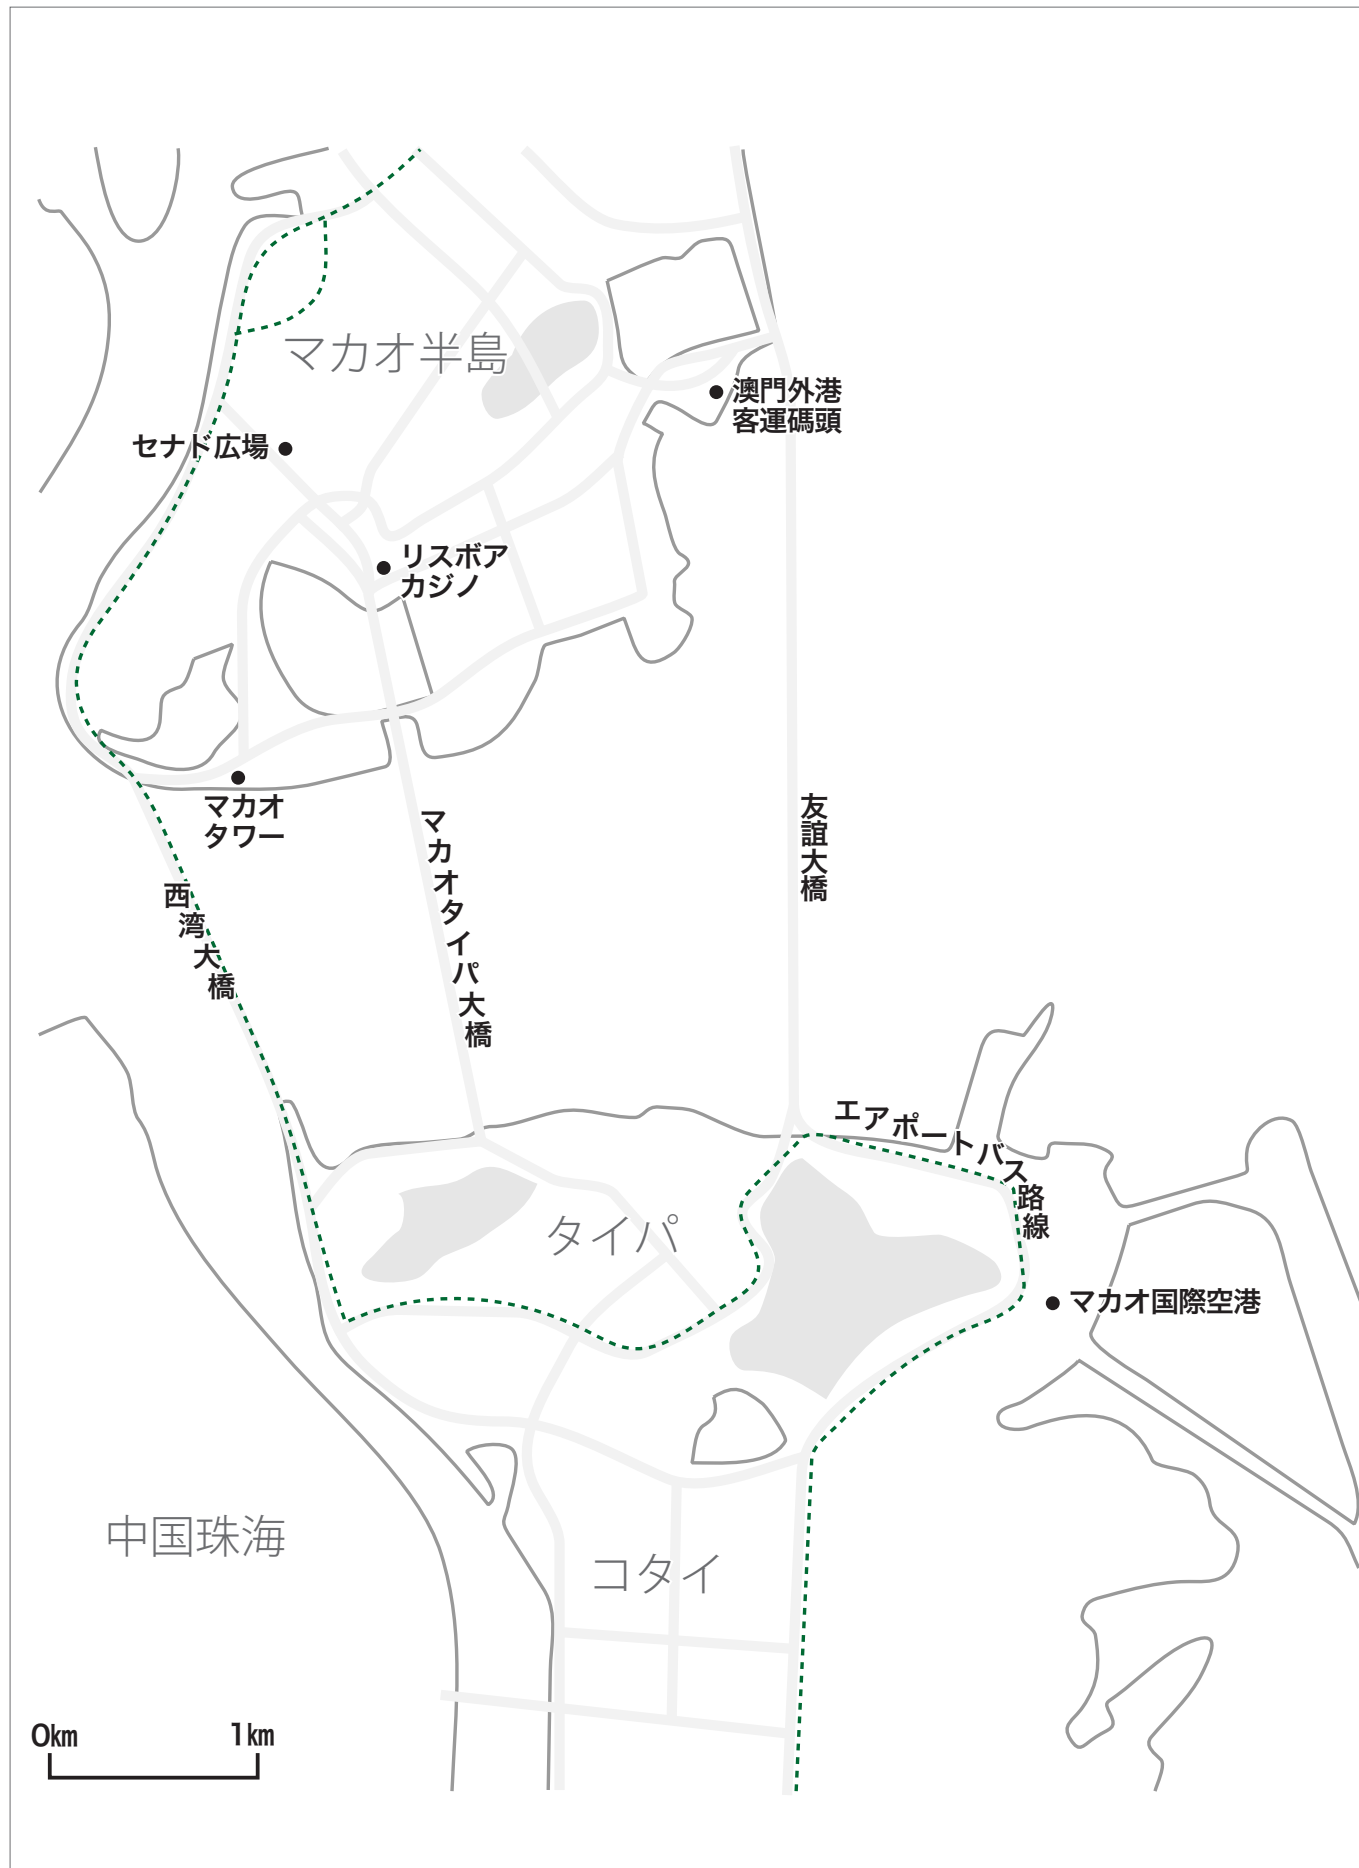 マカオ半島
澳門外港
客運碼頭
セナド広場
リスボア
カジノ
マカオ
タワー
友誼大橋
マカオタイパ大橋
西湾大橋
エアポートバス路線
タイパ
マカオ国際空港
中国珠海
コタイ
0km 1km